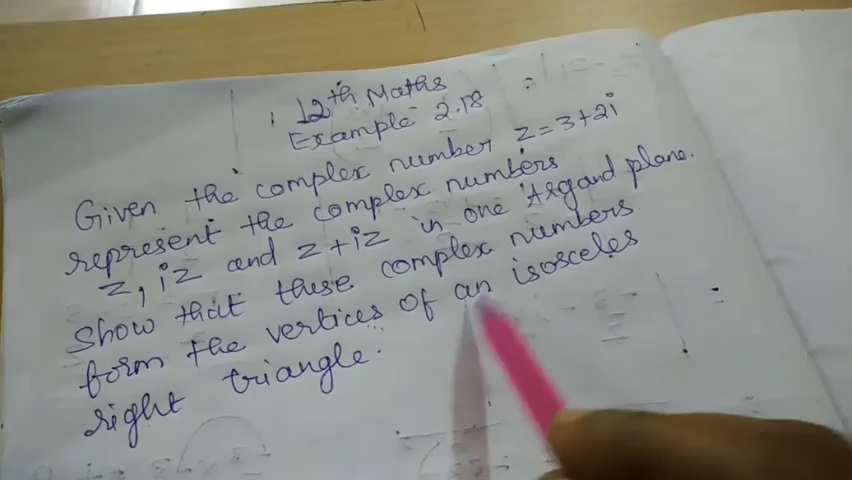 12th Maths
Example 2.18
Given the complex number z=3+2i
represent the complex numbers
z, iz and z+iz in one Argand plane.
Show that these complex numbers
form the vertices of an isosceles
right triangle.